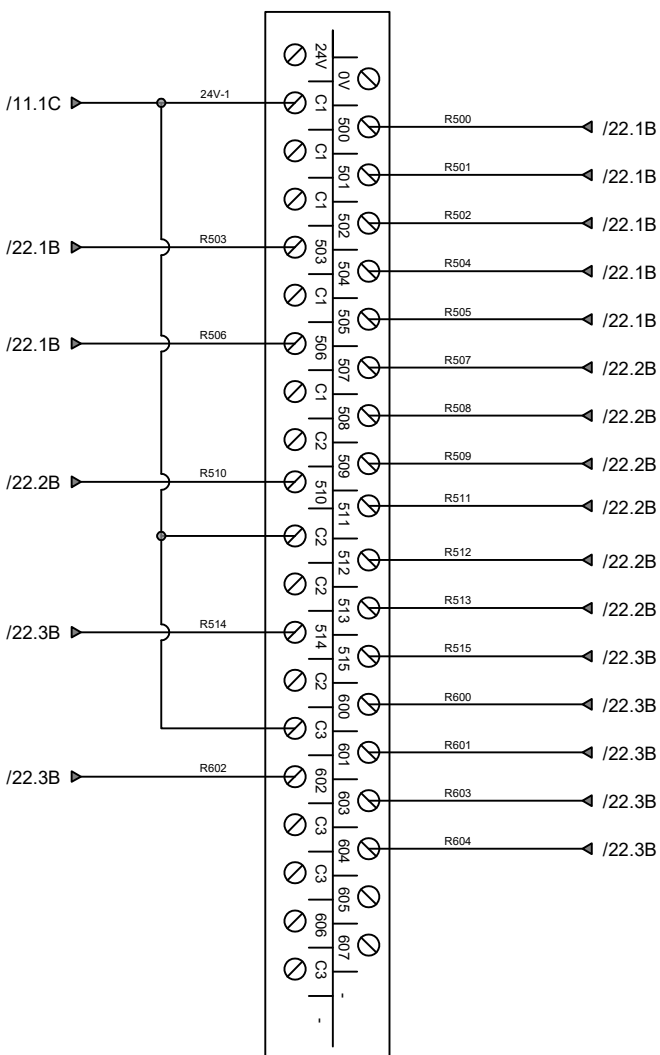 24V
0V
/11.1C 24V-1 C1
500 R500 /22.1B
C1
501 R501 /22.1B
C1
502 R502 /22.1B
/22.1B R503 503
504 R504 /22.1B
C1
505 R505 /22.1B
/22.1B R506 506
507 R507 /22.2B
C1
508 R508 /22.2B
C2
509 R509 /22.2B
/22.2B R510 510
511 R511 /22.2B
C2
512 R512 /22.2B
C2
513 R513 /22.2B
/22.3B R514 514
515 R515 /22.3B
C2
600 R600 /22.3B
C3
601 R601 /22.3B
/22.3B R602 602
603 R603 /22.3B
C3
604 R604 /22.3B
C3
605
606
607
C3
-
-